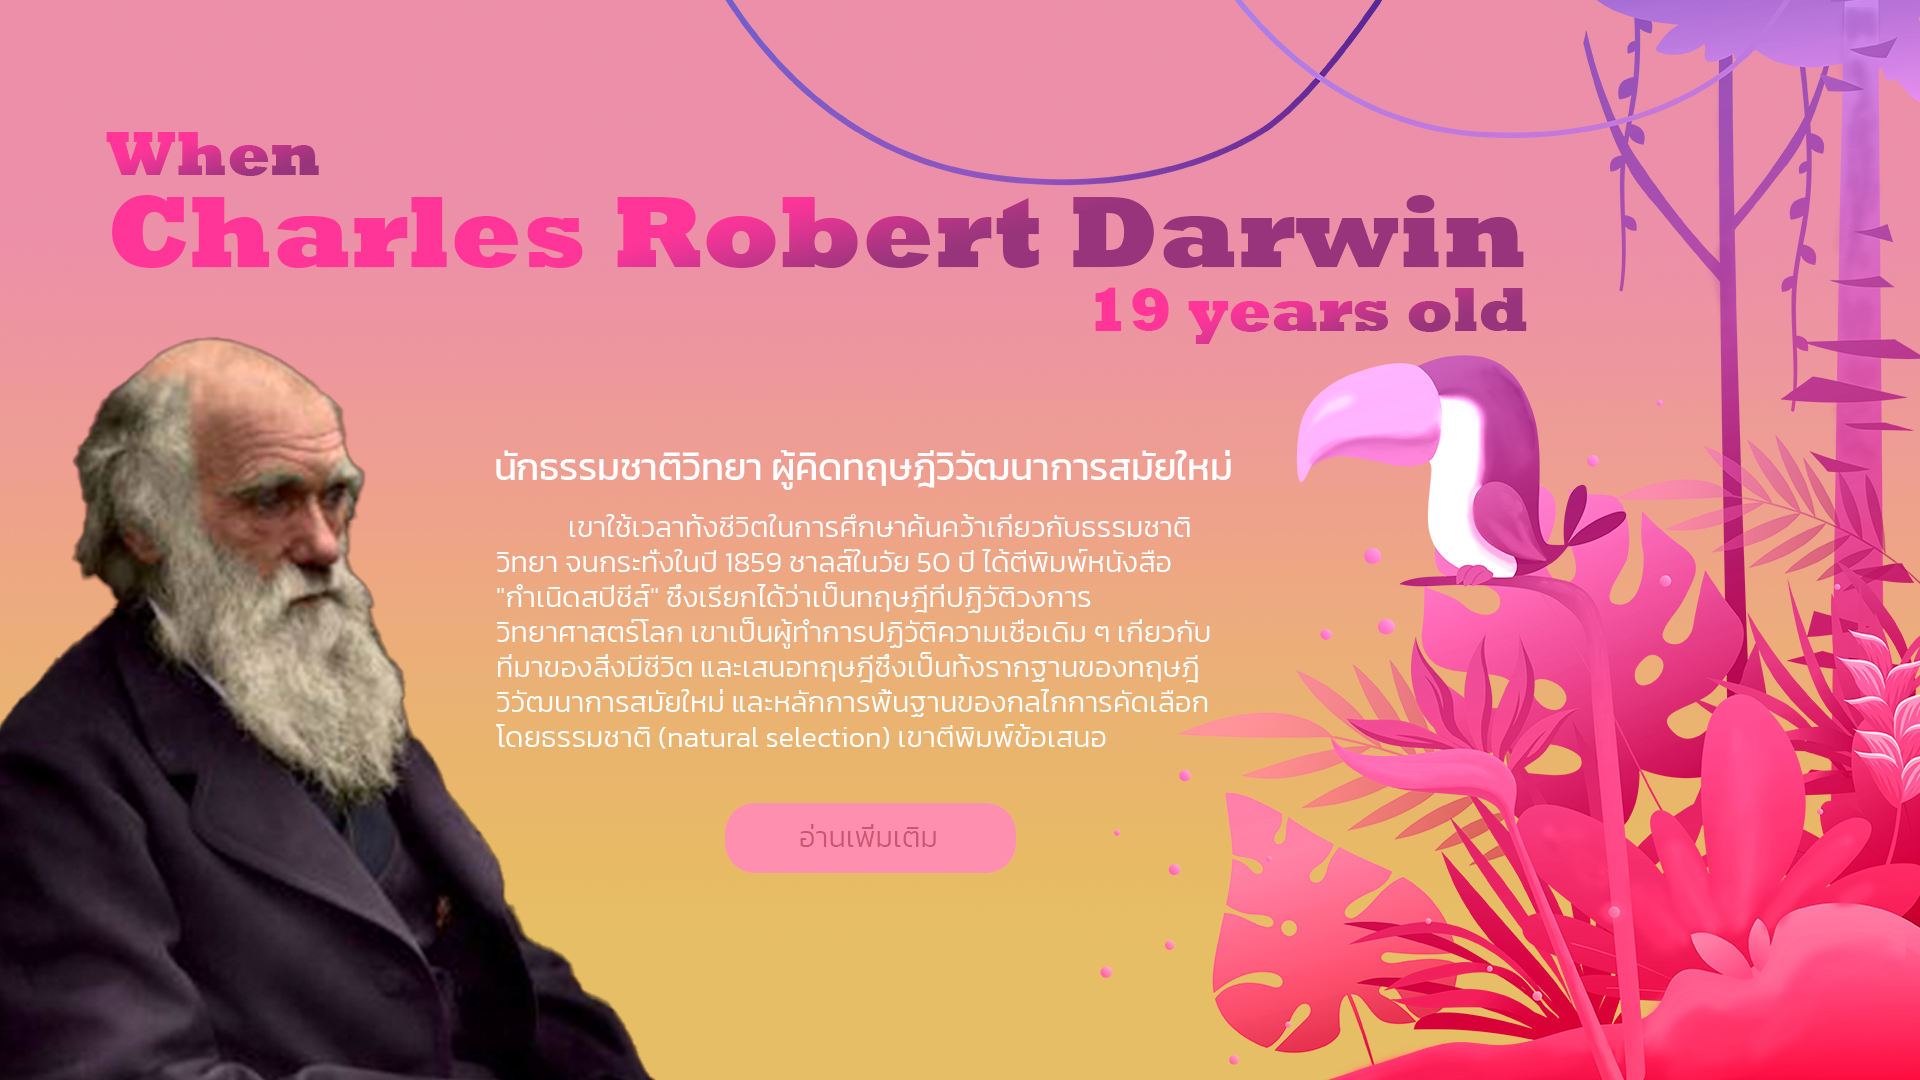 When
Charles Robert Darwin
19 years old
นักธรรมชาติวิทยา ผู้คิดทฤษฎีวิวัฒนาการสมัยใหม่
เขาใช้เวลาทั้งชีวิตในการศึกษาค้นคว้าเกี่ยวกับธรรมชาติ
วิทยา จนกระทั่งในปี 1859 ชาลส์ในวัย 50 ปี ได้ตีพิมพ์หนังสือ
"กำเนิดสปีชีส์" ซึ่งเรียกได้ว่าเป็นทฤษฎีที่ปฏิวัติวงการ
วิทยาศาสตร์โลก เขาเป็นผู้ทำการปฏิวัติความเชื่อเดิม ๆ เกี่ยวกับ
ที่มาของสิ่งมีชีวิต และเสนอทฤษฎีซึ่งเป็นทั้งรากฐานของทฤษฎี
วิวัฒนาการสมัยใหม่ และหลักการพื้นฐานของกลไกการคัดเลือก
โดยธรรมชาติ (natural selection) เขาตีพิมพ์ข้อเสนอ
อ่านเพิ่มเติม